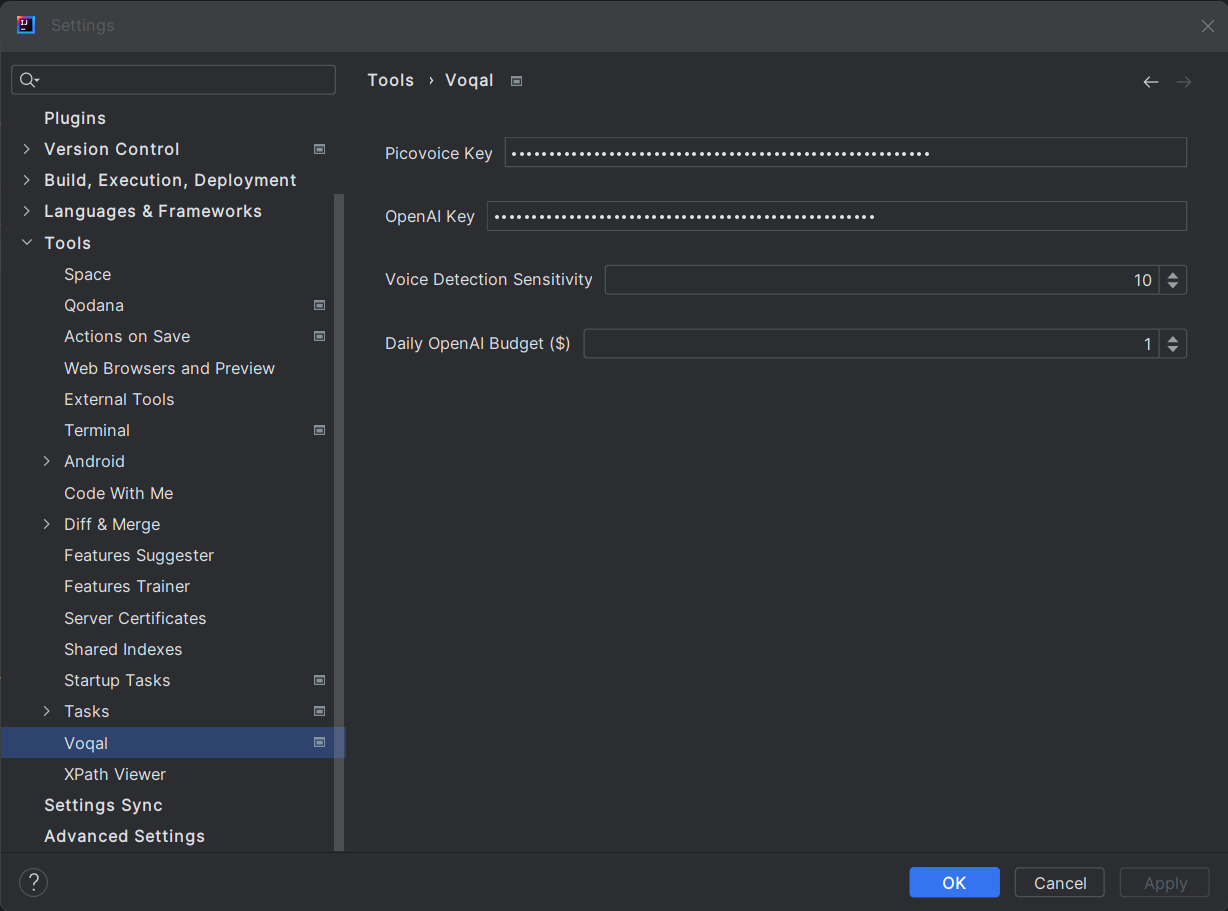 Settings
Tools › Voqal
Plugins
Version Control
Build, Execution, Deployment
Languages & Frameworks
Tools
Space
Qodana
Actions on Save
Web Browsers and Preview
External Tools
Terminal
Android
Code With Me
Diff & Merge
Features Suggester
Features Trainer
Server Certificates
Shared Indexes
Startup Tasks
Tasks
Voqal
XPath Viewer
Settings Sync
Advanced Settings
Picovoice Key
OpenAI Key
Voice Detection Sensitivity 10
Daily OpenAI Budget ($) 1
? OK Cancel Apply